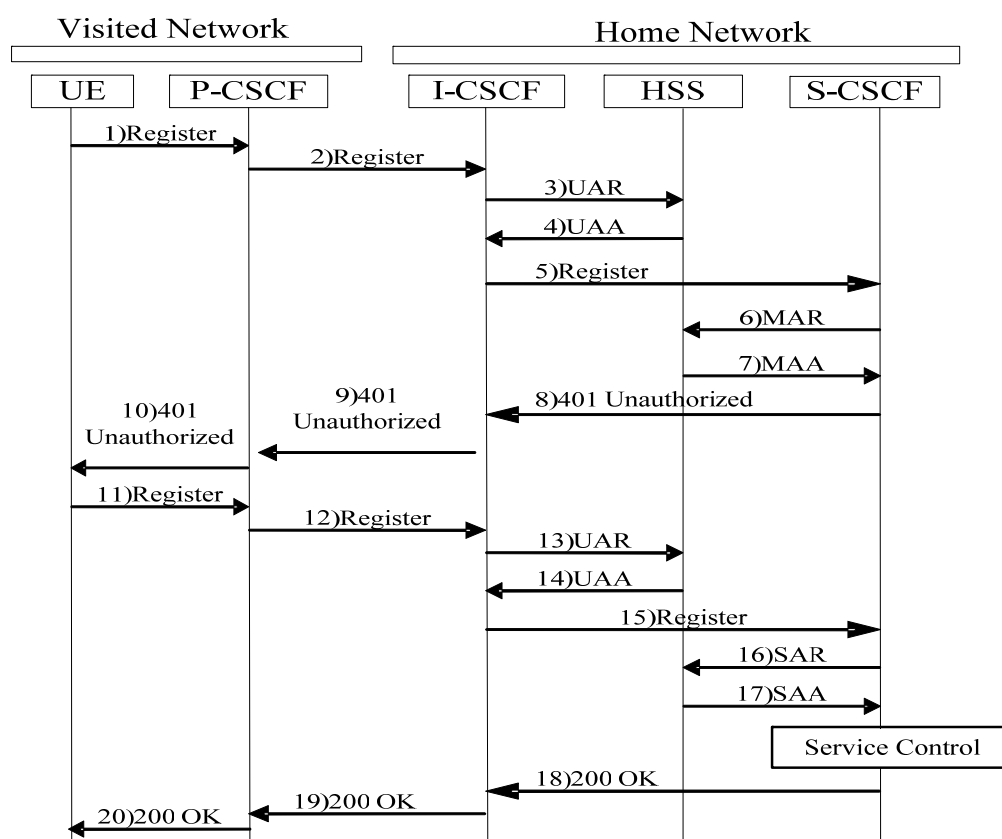 Visited Network
Home Network
UE
P-CSCF
I-CSCF
HSS
S-CSCF
1)Register
2)Register
3)UAR
4)UAA
5)Register
6)MAR
7)MAA
8)401 Unauthorized
9)401
Unauthorized
10)401
Unauthorized
11)Register
12)Register
13)UAR
14)UAA
15)Register
16)SAR
17)SAA
Service Control
18)200 OK
19)200 OK
20)200 OK